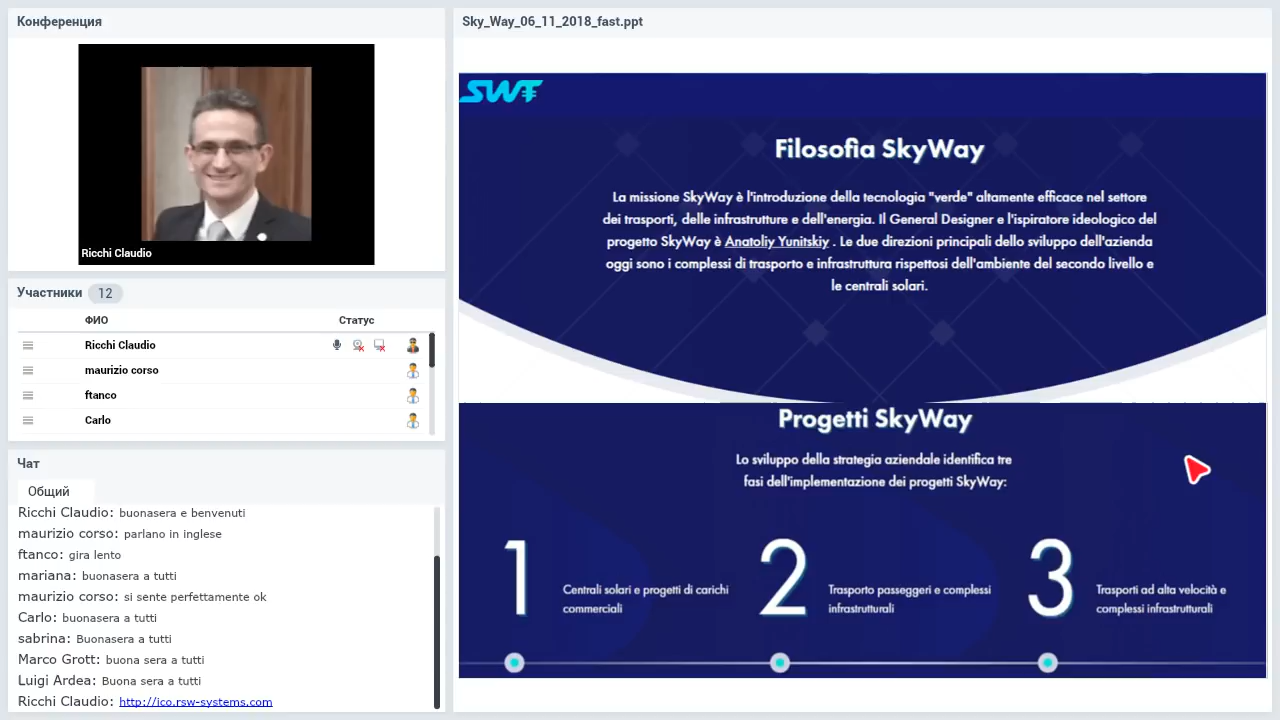 Конференция
Ricchi Claudio
Участники 12
ФИО Статус
Ricchi Claudio
maurizio corso
ftanco
Carlo
Чат
Общий
Ricchi Claudio: buonasera e benvenuti
maurizio corso: parlano in inglese
ftanco: gira lento
mariana: buonasera a tutti
maurizio corso: si sente perfettamente ok
Carlo: buonasera a tutti
sabrina: Buonasera a tutti
Marco Grott: buona sera a tutti
Luigi Ardea: Buona sera a tutti
Ricchi Claudio: http://ico.rsw-systems.com
Sky_Way_06_11_2018_fast.ppt
SWT
Filosofia SkyWay
La missione SkyWay è l'introduzione della tecnologia "verde" altamente efficace nel settore
dei trasporti, delle infrastrutture e dell'energia. Il General Designer e l'ispiratore ideologico del
progetto SkyWay è Anatoliy Yunitskiy . Le due direzioni principali dello sviluppo dell'azienda
oggi sono i complessi di trasporto e infrastruttura rispettosi dell'ambiente del secondo livello e
le centrali solari.
Progetti SkyWay
Lo sviluppo della strategia aziendale identifica tre
fasi dell'implementazione dei progetti SkyWay:
1
Centrali solari e progetti di carichi
commerciali
2
Trasporto passeggeri e complessi
infrastrutturali
3
Trasporti ad alta velocità e
complessi infrastrutturali